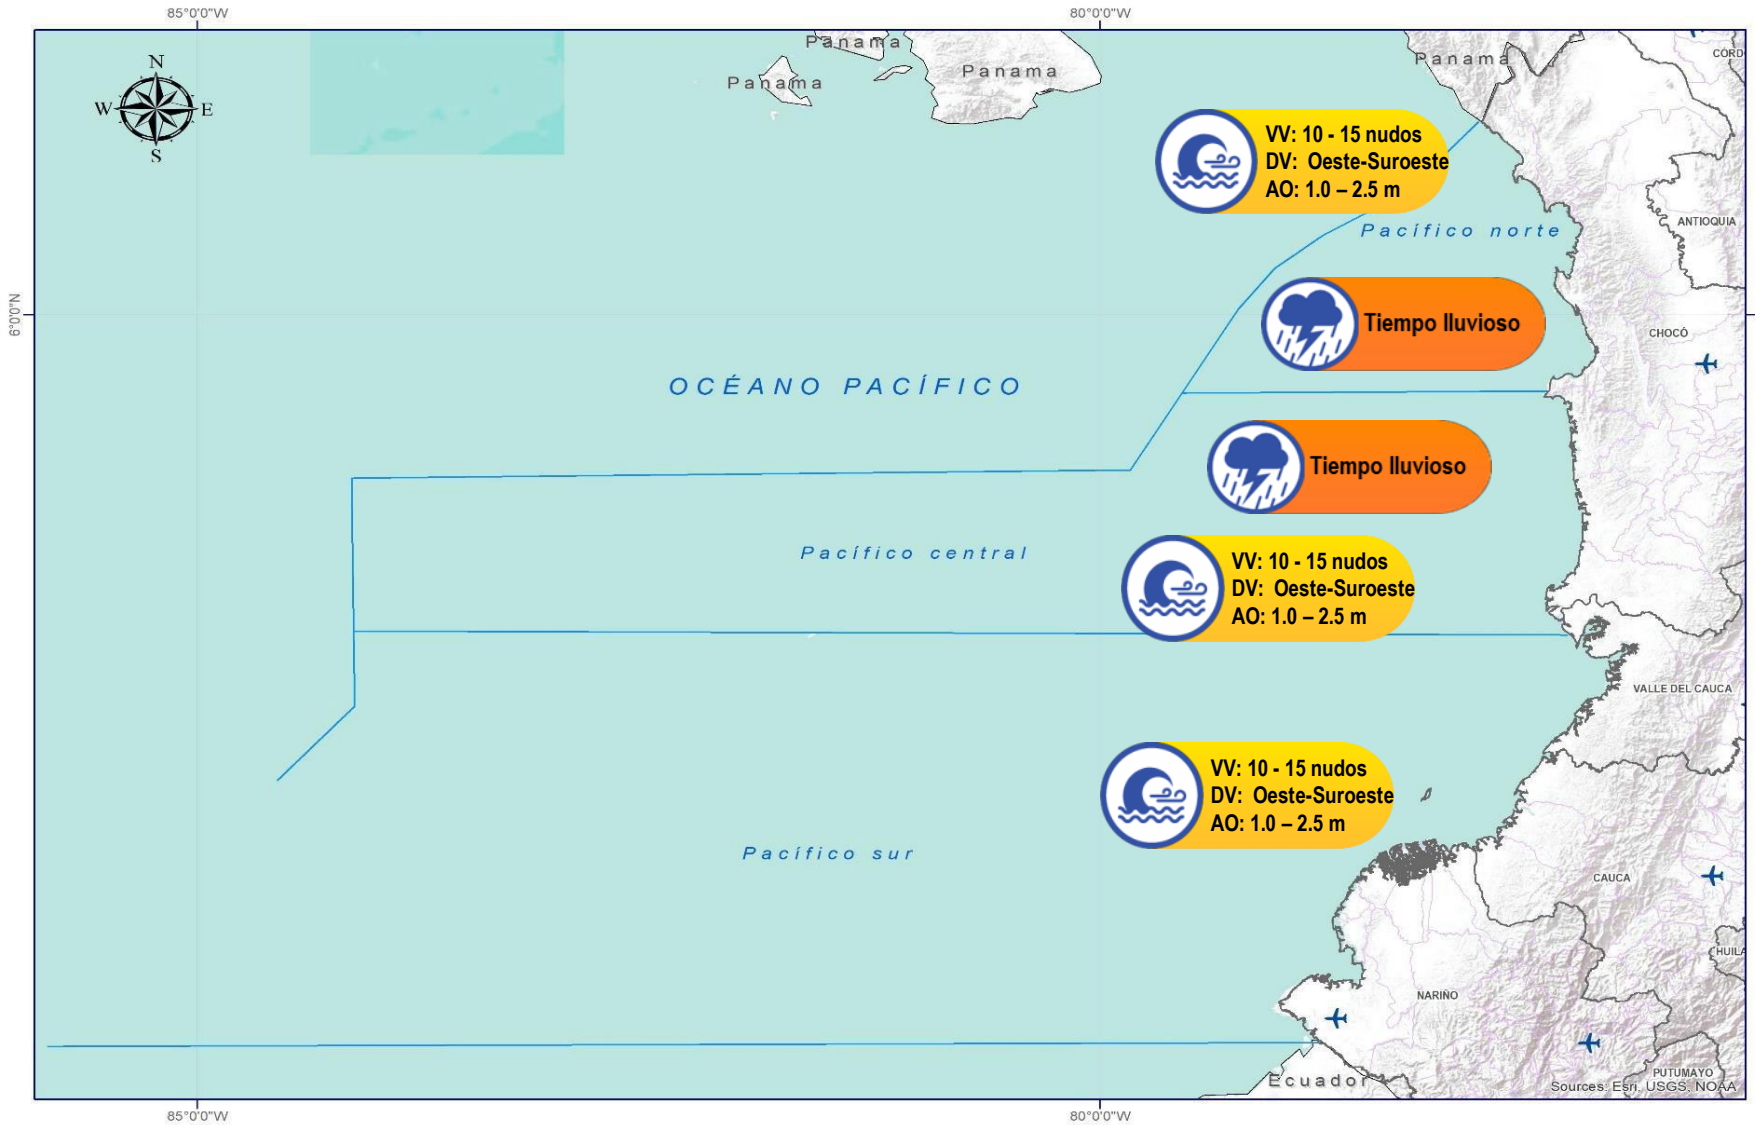 85°0'0"W
80°0'0"W
Panama
Panama
Panama
Panama
CORD
N
W
E
S
VV: 10 - 15 nudos
DV: Oeste-Suroeste
AO: 1.0 – 2.5 m
ANTIOQUIA
Pacífico norte
6°0'0"N
Tiempo lluvioso
CHOCÓ
OCÉANO PACÍFICO
Tiempo lluvioso
Pacífico central
VV: 10 - 15 nudos
DV: Oeste-Suroeste
AO: 1.0 – 2.5 m
VALLE DEL CAUCA
VV: 10 - 15 nudos
DV: Oeste-Suroeste
AO: 1.0 – 2.5 m
Pacífico sur
CAUCA
HUILA
NARIÑO
PUTUMAYO
Ecuador
Sources: Esri, USGS, NOAA
85°0'0"W
80°0'0"W